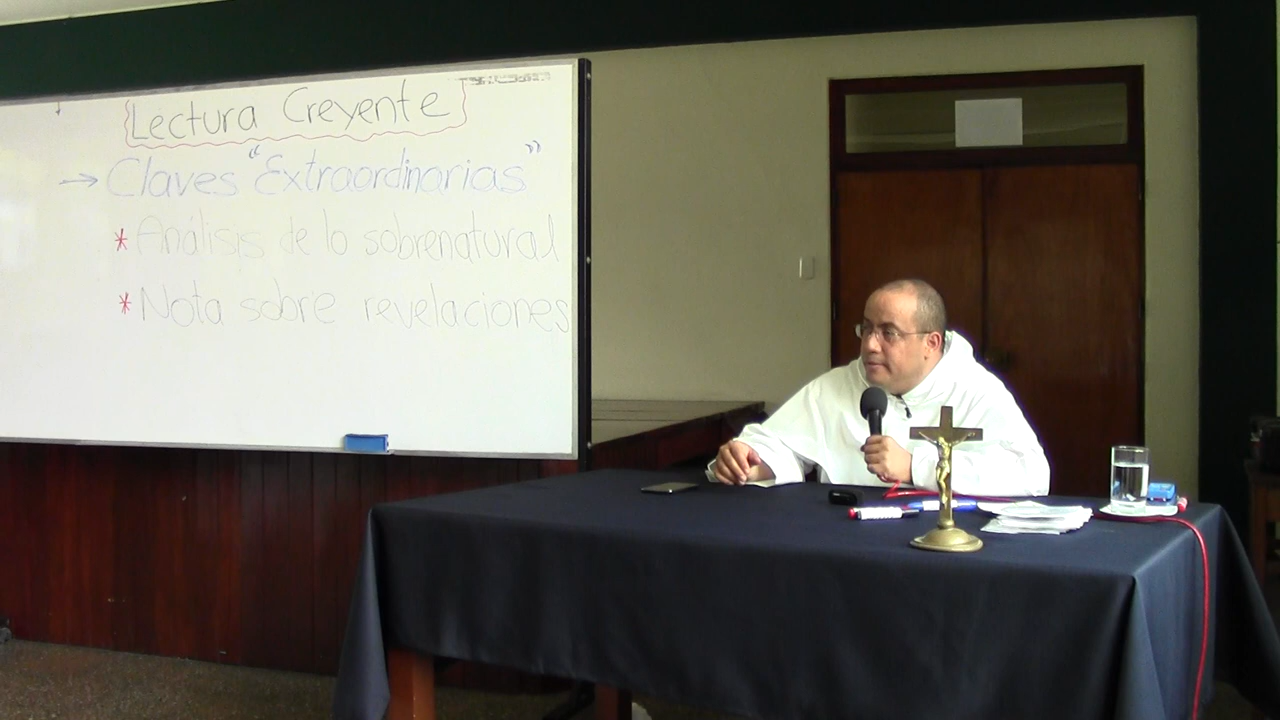 Lectura Creyente
→ Claves "Extraordinarias"
* Análisis de lo sobrenatural
* Nota sobre revelaciones